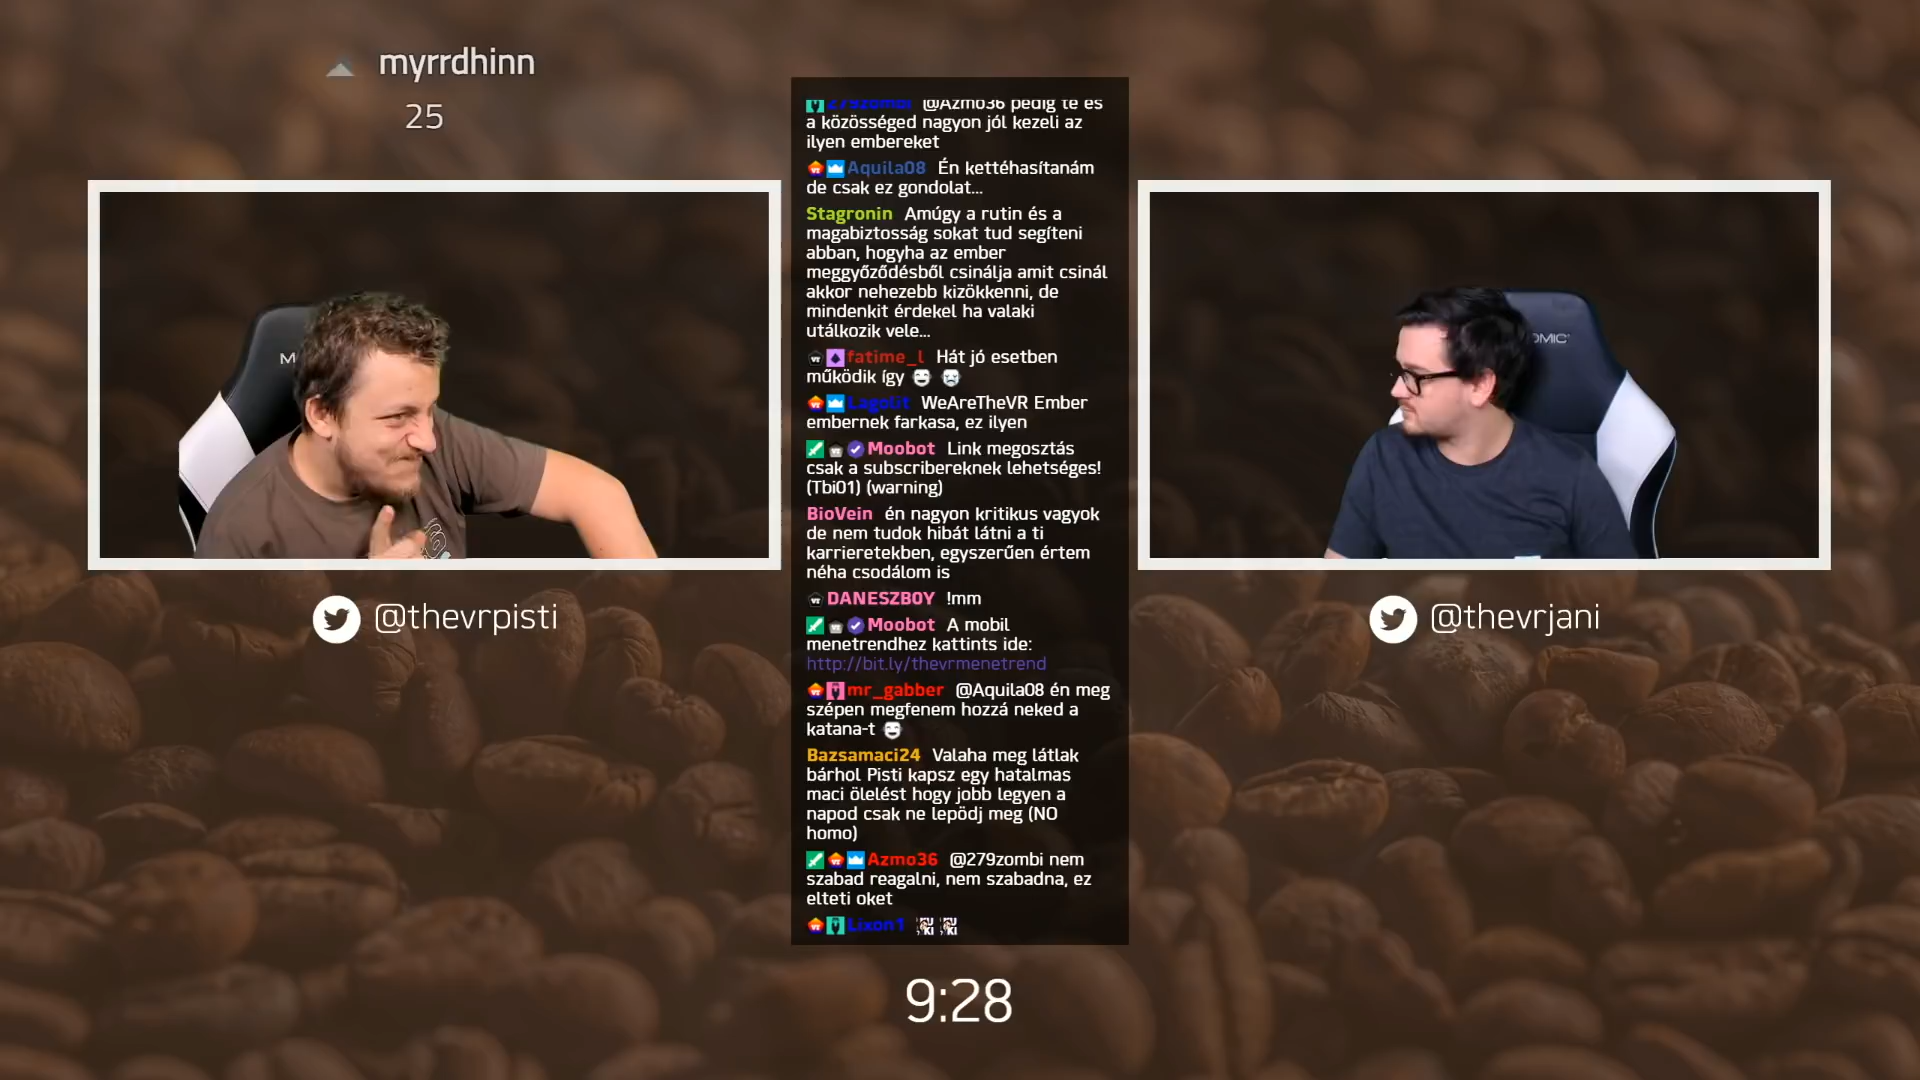 myrrdhinn
25
279zombi @Azmo36 pedig te és
a közösséged nagyon jól kezeli az
ilyen embereket
Aquila08 Én kettéhasítanám
de csak ez gondolat...
Stagronin Amúgy a rutin és a
magabiztosság sokat tud segíteni
abban, hogyha az ember
meggyőződésből csinálja amit csinál
akkor nehezebb kizökkenni, de
mindenkit érdekel ha valaki
utálkozik vele...
fatime_l Hát jó esetben
működik így
Lagolit WeAreTheVR Ember
embernek farkasa, ez ilyen
Moobot Link megosztás
csak a subscribereknek lehetséges!
(Tbi01) (warning)
BioVein én nagyon kritikus vagyok
de nem tudok hibát látni a ti
karrieretekben, egyszerűen értem
néha csodálom is
DANESZBOY !mm
Moobot A mobil
menetrendhez kattints ide:
http://bit.ly/thevrmenetrend
mr_gabber @Aquila08 én meg
szépen megfenem hozzá neked a
katana-t
Bazsamaci24 Valaha meg látlak
bárhol Pisti kapsz egy hatalmas
maci ölelést hogy jobb legyen a
napod csak ne lepödj meg (NO
homo)
Azmo36 @279zombi nem
szabad reagalni, nem szabadna, ez
elteti oket
Lixon1
@thevrpisti
@thevrjani
9:28